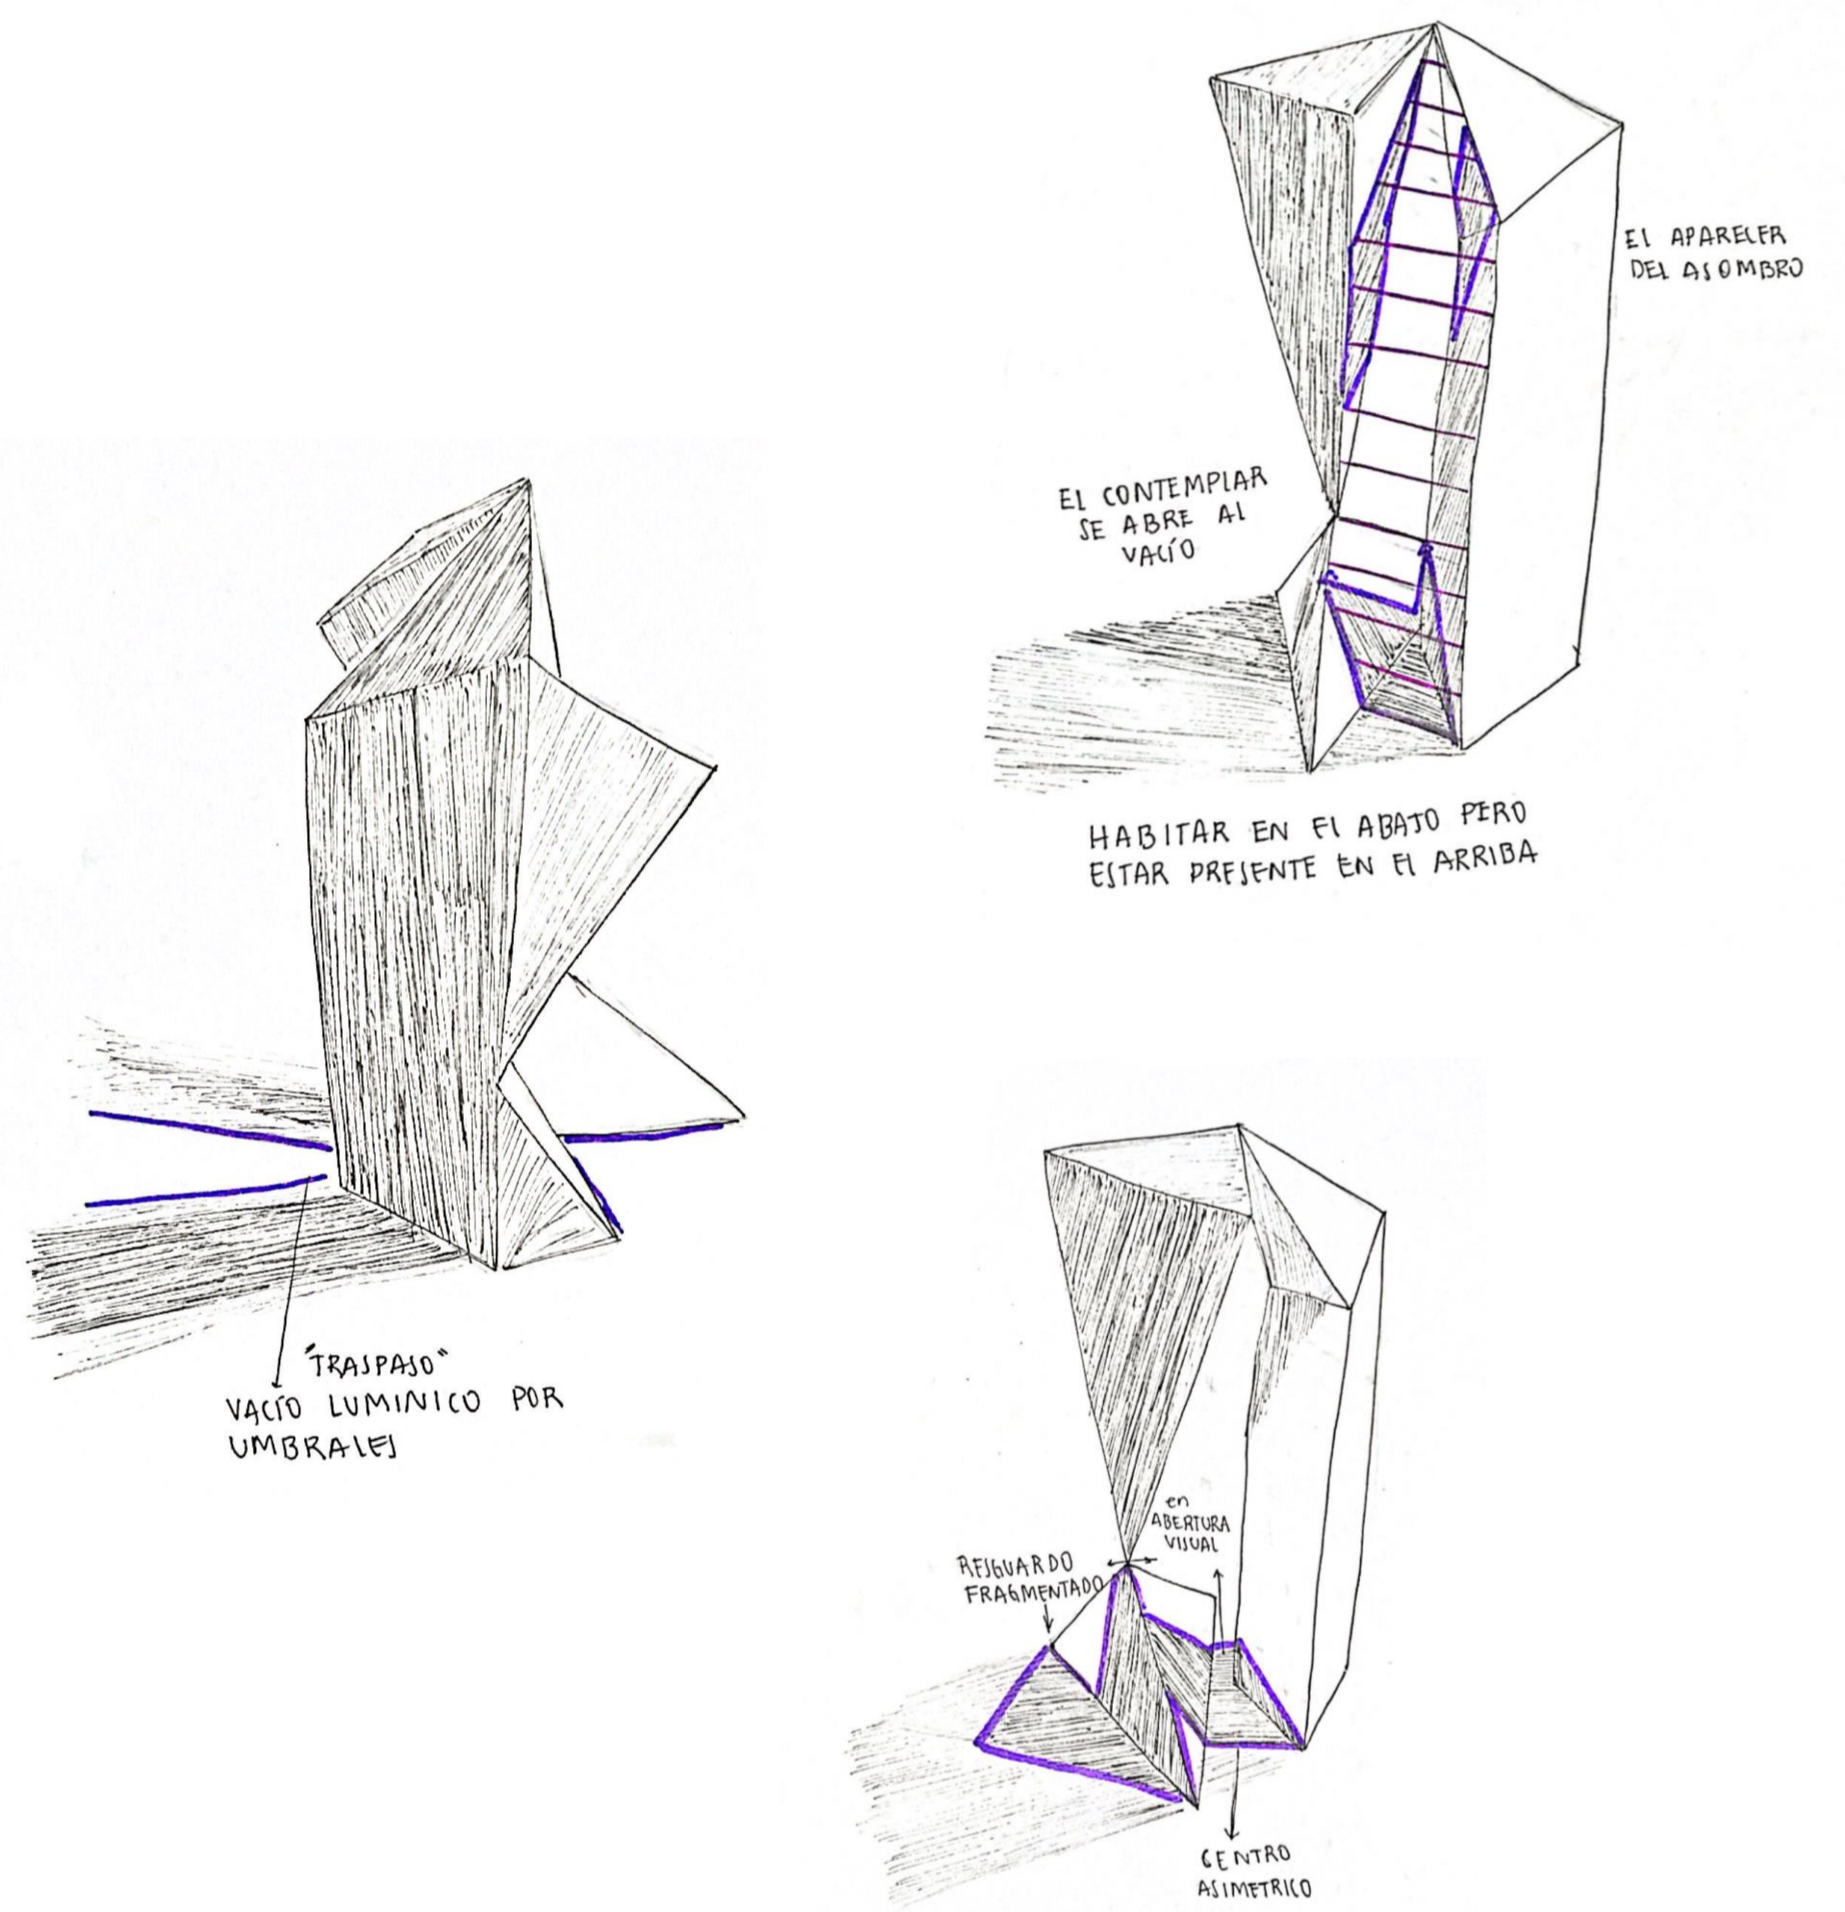 EL APARECER
DEL ASOMBRO
EL CONTEMPLAR
SE ABRE AL
VACÍO
HABITAR EN El ABAJO PERO
ESTAR PRESENTE EN El ARRIBA
"TRASPASO"
VACÍO LUMINICO POR
UMBRALES
en
ABERTURA
VISUAL
RESGUARDO
FRAGMENTADO
CENTRO
ASIMETRICO